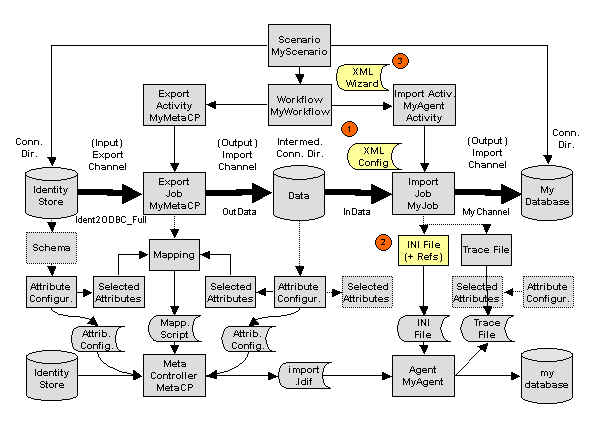 Scenario
MyScenario
3
XML
Wizard
Export
Activity
MyMetaCP
Workflow
MyWorkflow
Import Activ.
MyAgent
Activity
Conn.
Dir.
(Input)
Export
Channel
(Output)
Import
Channel
Intermed.
Conn. Dir.
1
XML
Config
(Output)
Import
Channel
Conn.
Dir.
Identity
Store
Ident2ODBC_Full
Export
Job
MyMetaCP
OutData
Data
InData
Import
Job
MyJob
MyChannel
My
Database
Schema
Mapping
2
INI File
(+ Refs)
Trace File
Attribute
Configur.
Selected
Attributes
Selected
Attributes
Attribute
Configur.
Selected
Attributes
Selected
Attributes
Attribute
Configur.
Attrib.
Config.
Mapp.
Script
Attrib.
Config.
INI
File
Trace
File
Identity
Store
Meta
Controller
MetaCP
import
.ldif
Agent
MyAgent
my
database